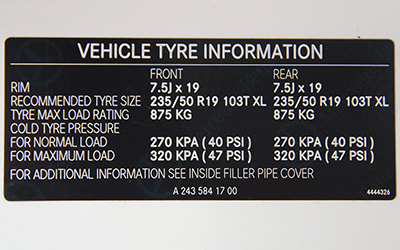 VEHICLE TYRE INFORMATION
FRONT REAR
RIM 7.5J x 19 7.5J x 19
RECOMMENDED TYRE SIZE 235/50 R19 103T XL 235/50 R19 103T XL
TYRE MAX LOAD RATING 875 KG 875 KG
COLD TYRE PRESSURE
FOR NORMAL LOAD 270 KPA ( 40 PSI ) 270 KPA ( 40 PSI )
FOR MAXIMUM LOAD 320 KPA ( 47 PSI ) 320 KPA ( 47 PSI )
FOR ADDITIONAL INFORMATION SEE INSIDE FILLER PIPE COVER
A 243 584 17 00 4444326